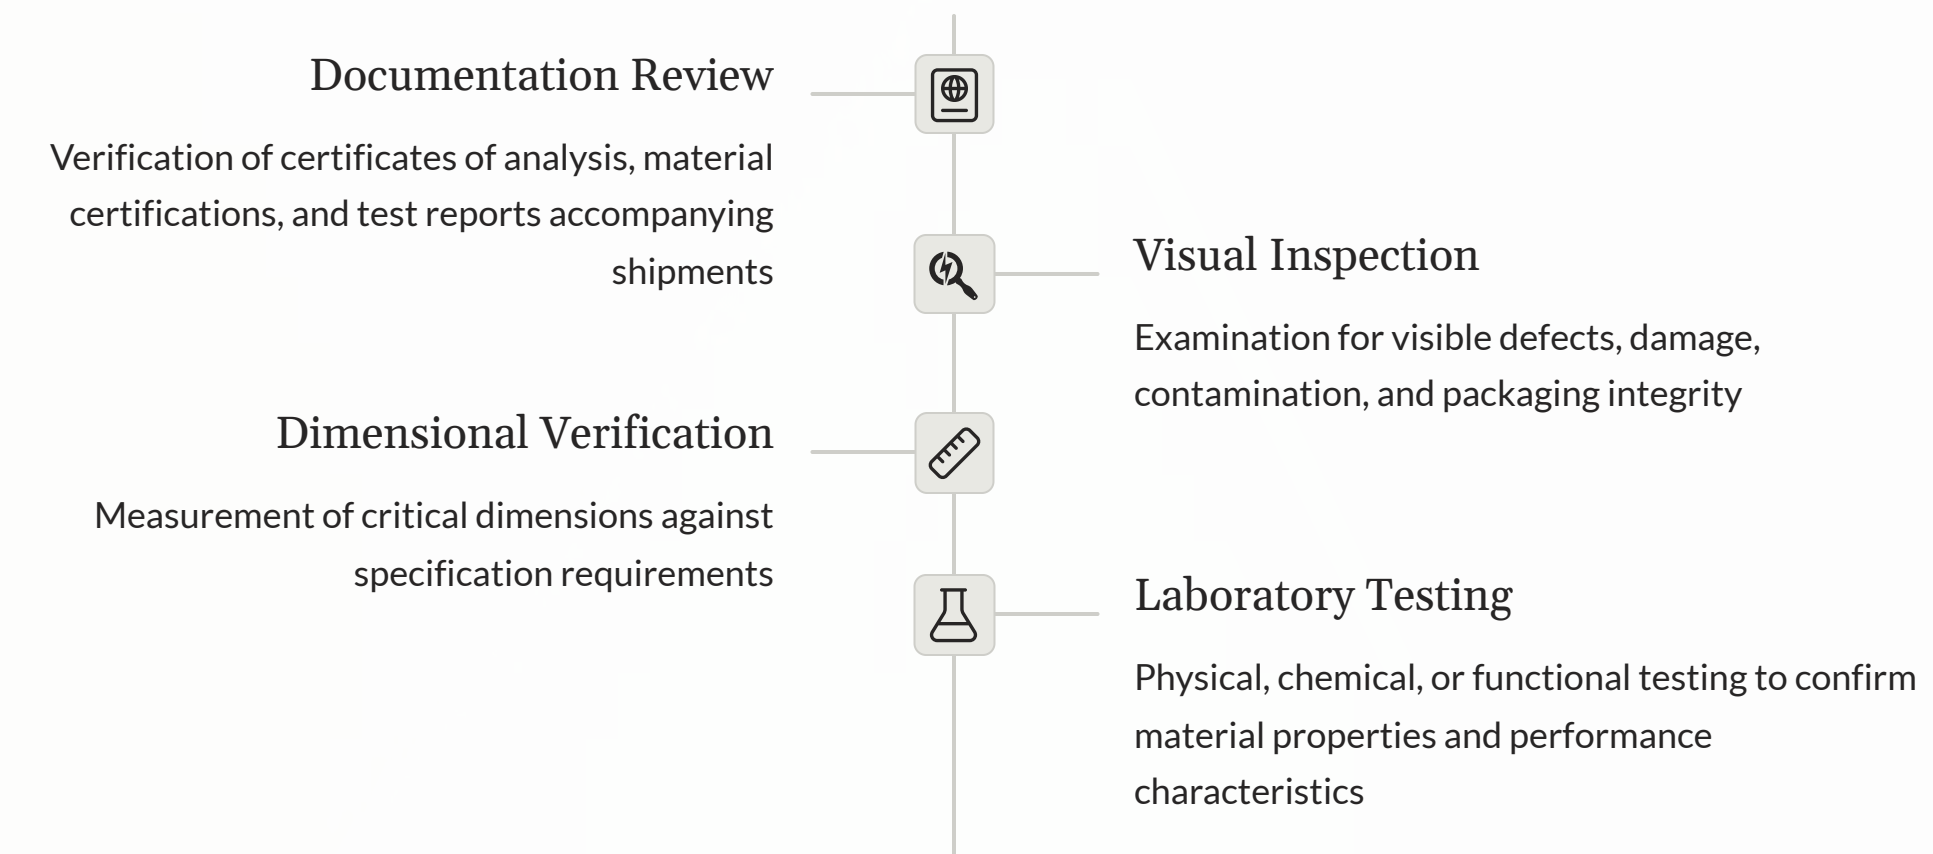 Documentation Review
Verification of certificates of analysis, material
certifications, and test reports accompanying
shipments
Visual Inspection
Examination for visible defects, damage,
contamination, and packaging integrity
Dimensional Verification
Measurement of critical dimensions against
specification requirements
Laboratory Testing
Physical, chemical, or functional testing to confirm
material properties and performance
characteristics